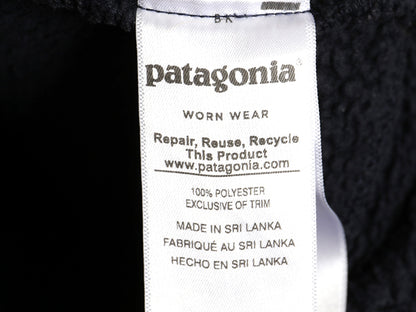 patagonia®
WORN WEAR
Repair, Reuse, Recycle
This Product
www.patagonia.com
100% POLYESTER
EXCLUSIVE OF TRIM
MADE IN SRI LANKA
FABRIQUÉ AU SRI LANKA
HECHO EN SRI LANKA